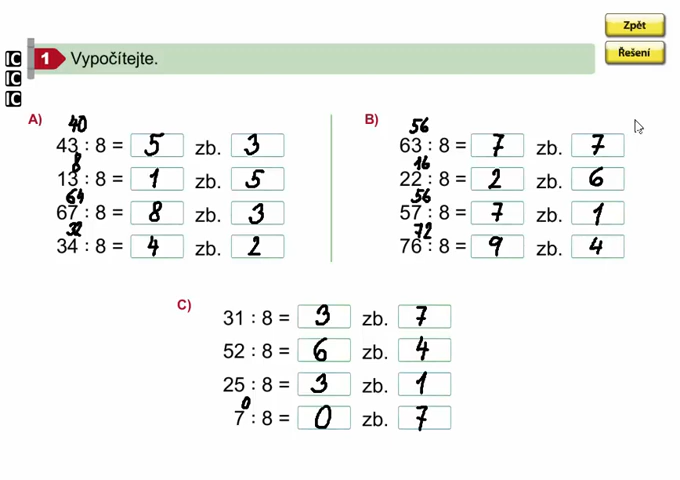 Zpět
Řešení
1 Vypočítejte.
A)
40
43 : 8 = 5 zb. 3
8
13 : 8 = 1 zb. 5
64
67 : 8 = 8 zb. 3
32
34 : 8 = 4 zb. 2
B)
56
63 : 8 = 7 zb. 7
16
22 : 8 = 2 zb. 6
56
57 : 8 = 7 zb. 1
72
76 : 8 = 9 zb. 4
C)
31 : 8 = 3 zb. 7
52 : 8 = 6 zb. 4
25 : 8 = 3 zb. 1
0
7 : 8 = 0 zb. 7